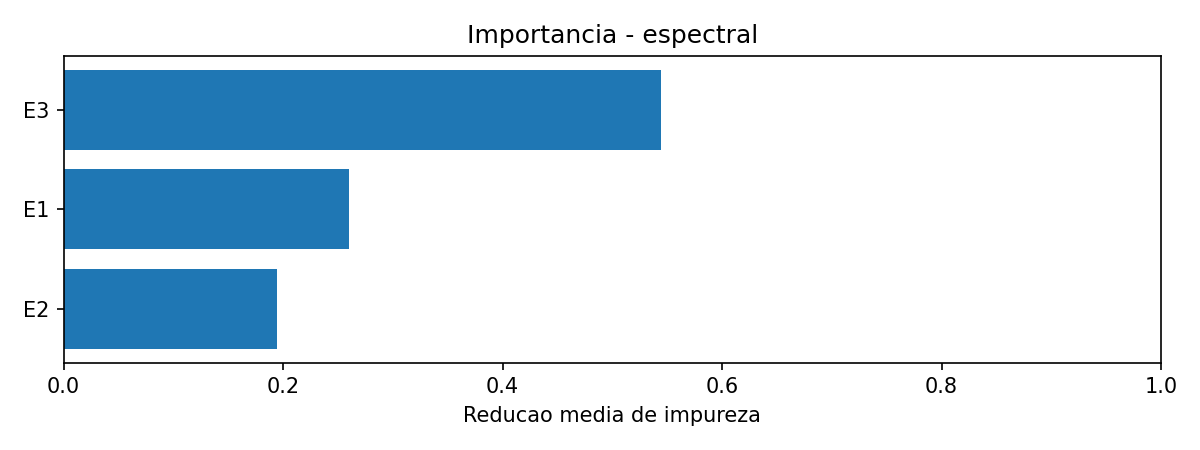 Importancia - espectral
E3
E1
E2
0.0 0.2 0.4 0.6 0.8 1.0
Reducao media de impureza